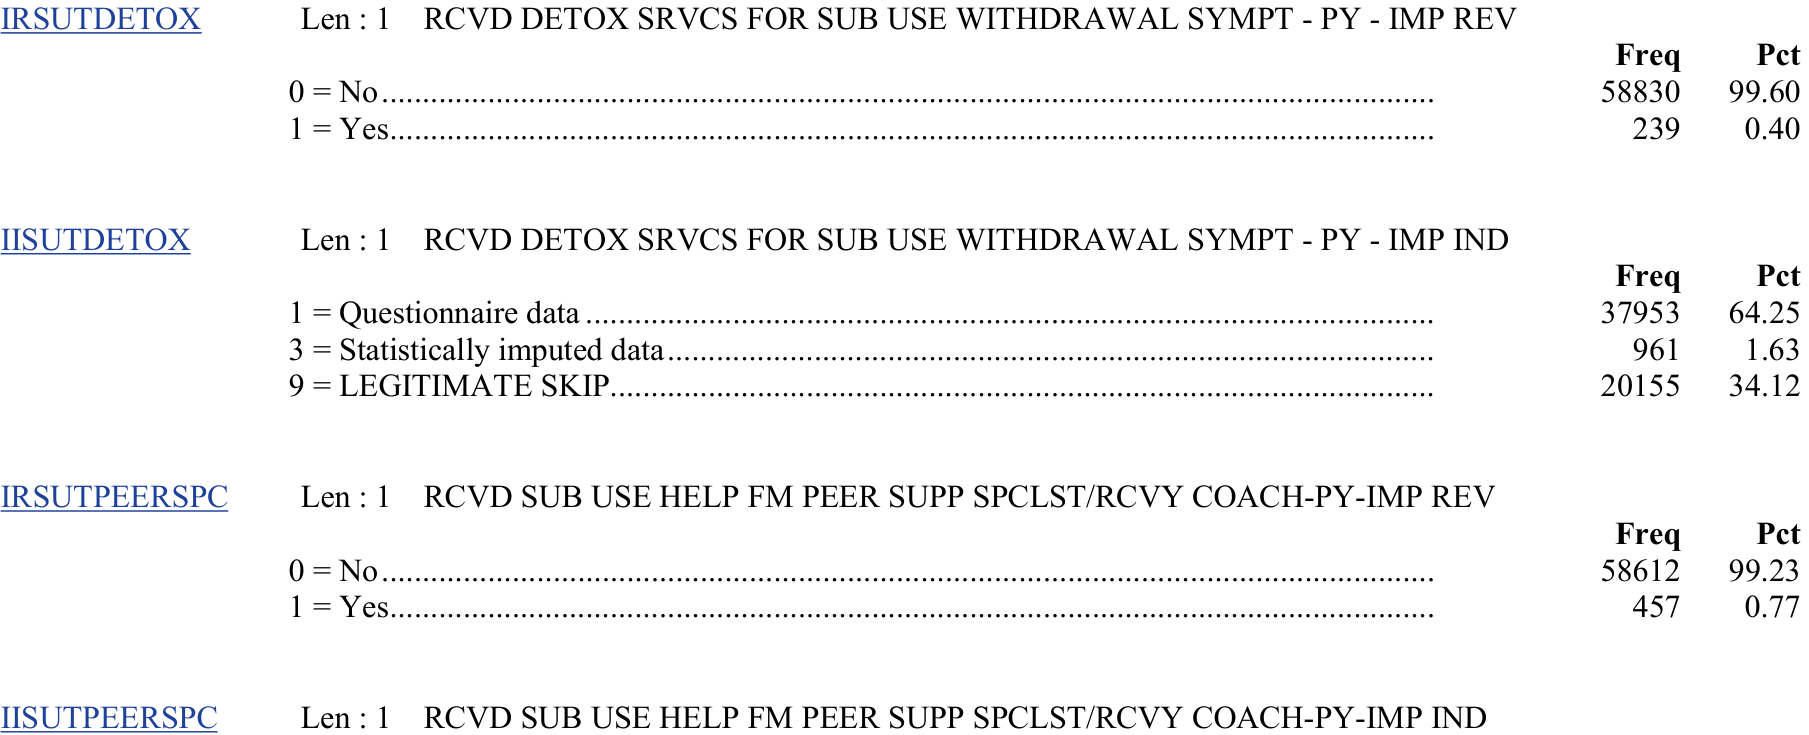 IRSUTDETOX Len : 1 RCVD DETOX SRVCS FOR SUB USE WITHDRAWAL SYMPT - PY - IMP REV
Freq Pct
0 = No.................................................................................................................................. 58830 99.60
1 = Yes................................................................................................................................. 239 0.40
IISUTDETOX Len : 1 RCVD DETOX SRVCS FOR SUB USE WITHDRAWAL SYMPT - PY - IMP IND
Freq Pct
1 = Questionnaire data ......................................................................................................... 37953 64.25
3 = Statistically imputed data............................................................................................... 961 1.63
9 = LEGITIMATE SKIP...................................................................................................... 20155 34.12
IRSUTPEERSPC Len : 1 RCVD SUB USE HELP FM PEER SUPP SPCLST/RCVY COACH-PY-IMP REV
Freq Pct
0 = No.................................................................................................................................. 58612 99.23
1 = Yes................................................................................................................................. 457 0.77
IISUTPEERSPC Len : 1 RCVD SUB USE HELP FM PEER SUPP SPCLST/RCVY COACH-PY-IMP IND